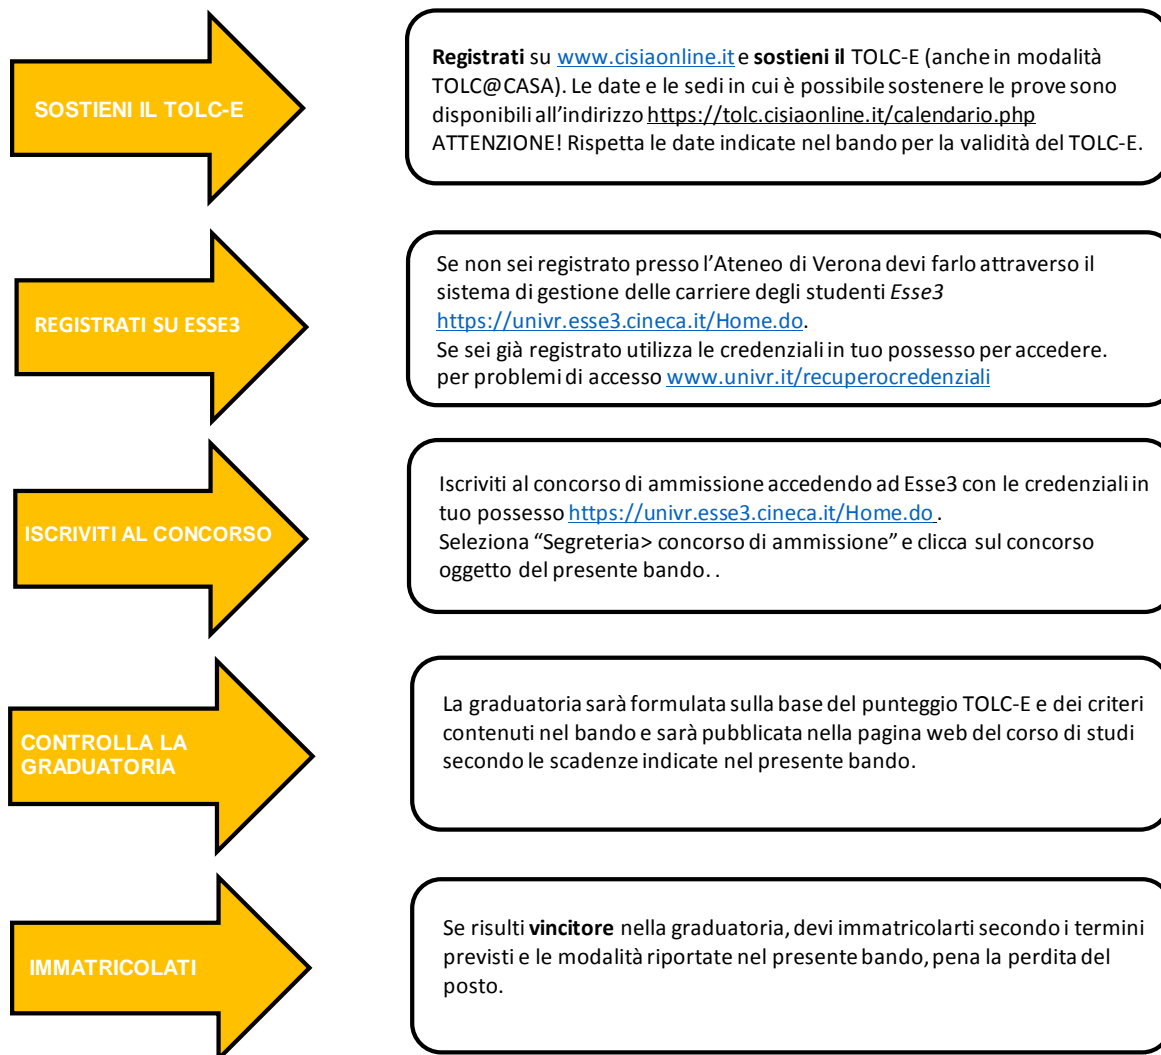 SOSTIENI IL TOLC-E
Registrati su www.cisiaonline.it e sostieni il TOLC-E (anche in modalità
TOLC@CASA). Le date e le sedi in cui è possibile sostenere le prove sono
disponibili all'indirizzo https://tolc.cisiaonline.it/calendario.php
ATTENZIONE! Rispetta le date indicate nel bando per la validità del TOLC-E.
REGISTRATI SU ESSE3
Se non sei registrato presso l'Ateneo di Verona devi farlo attraverso il
sistema di gestione delle carriere degli studenti Esse3
https://univr.esse3.cineca.it/Home.do.
Se sei già registrato utilizza le credenziali in tuo possesso per accedere.
per problemi di accesso www.univr.it/recuperocredenziali
ISCRIVITI AL CONCORSO
Iscriviti al concorso di ammissione accedendo ad Esse3 con le credenziali in
tuo possesso https://univr.esse3.cineca.it/Home.do .
Seleziona "Segreteria> concorso di ammissione" e clicca sul concorso
oggetto del presente bando. .
CONTROLLA LA
GRADUATORIA
La graduatoria sarà formulata sulla base del punteggio TOLC-E e dei criteri
contenuti nel bando e sarà pubblicata nella pagina web del corso di studi
secondo le scadenze indicate nel presente bando.
IMMATRICOLATI
Se risulti vincitore nella graduatoria, devi immatricolarti secondo i termini
previsti e le modalità riportate nel presente bando, pena la perdita del
posto.